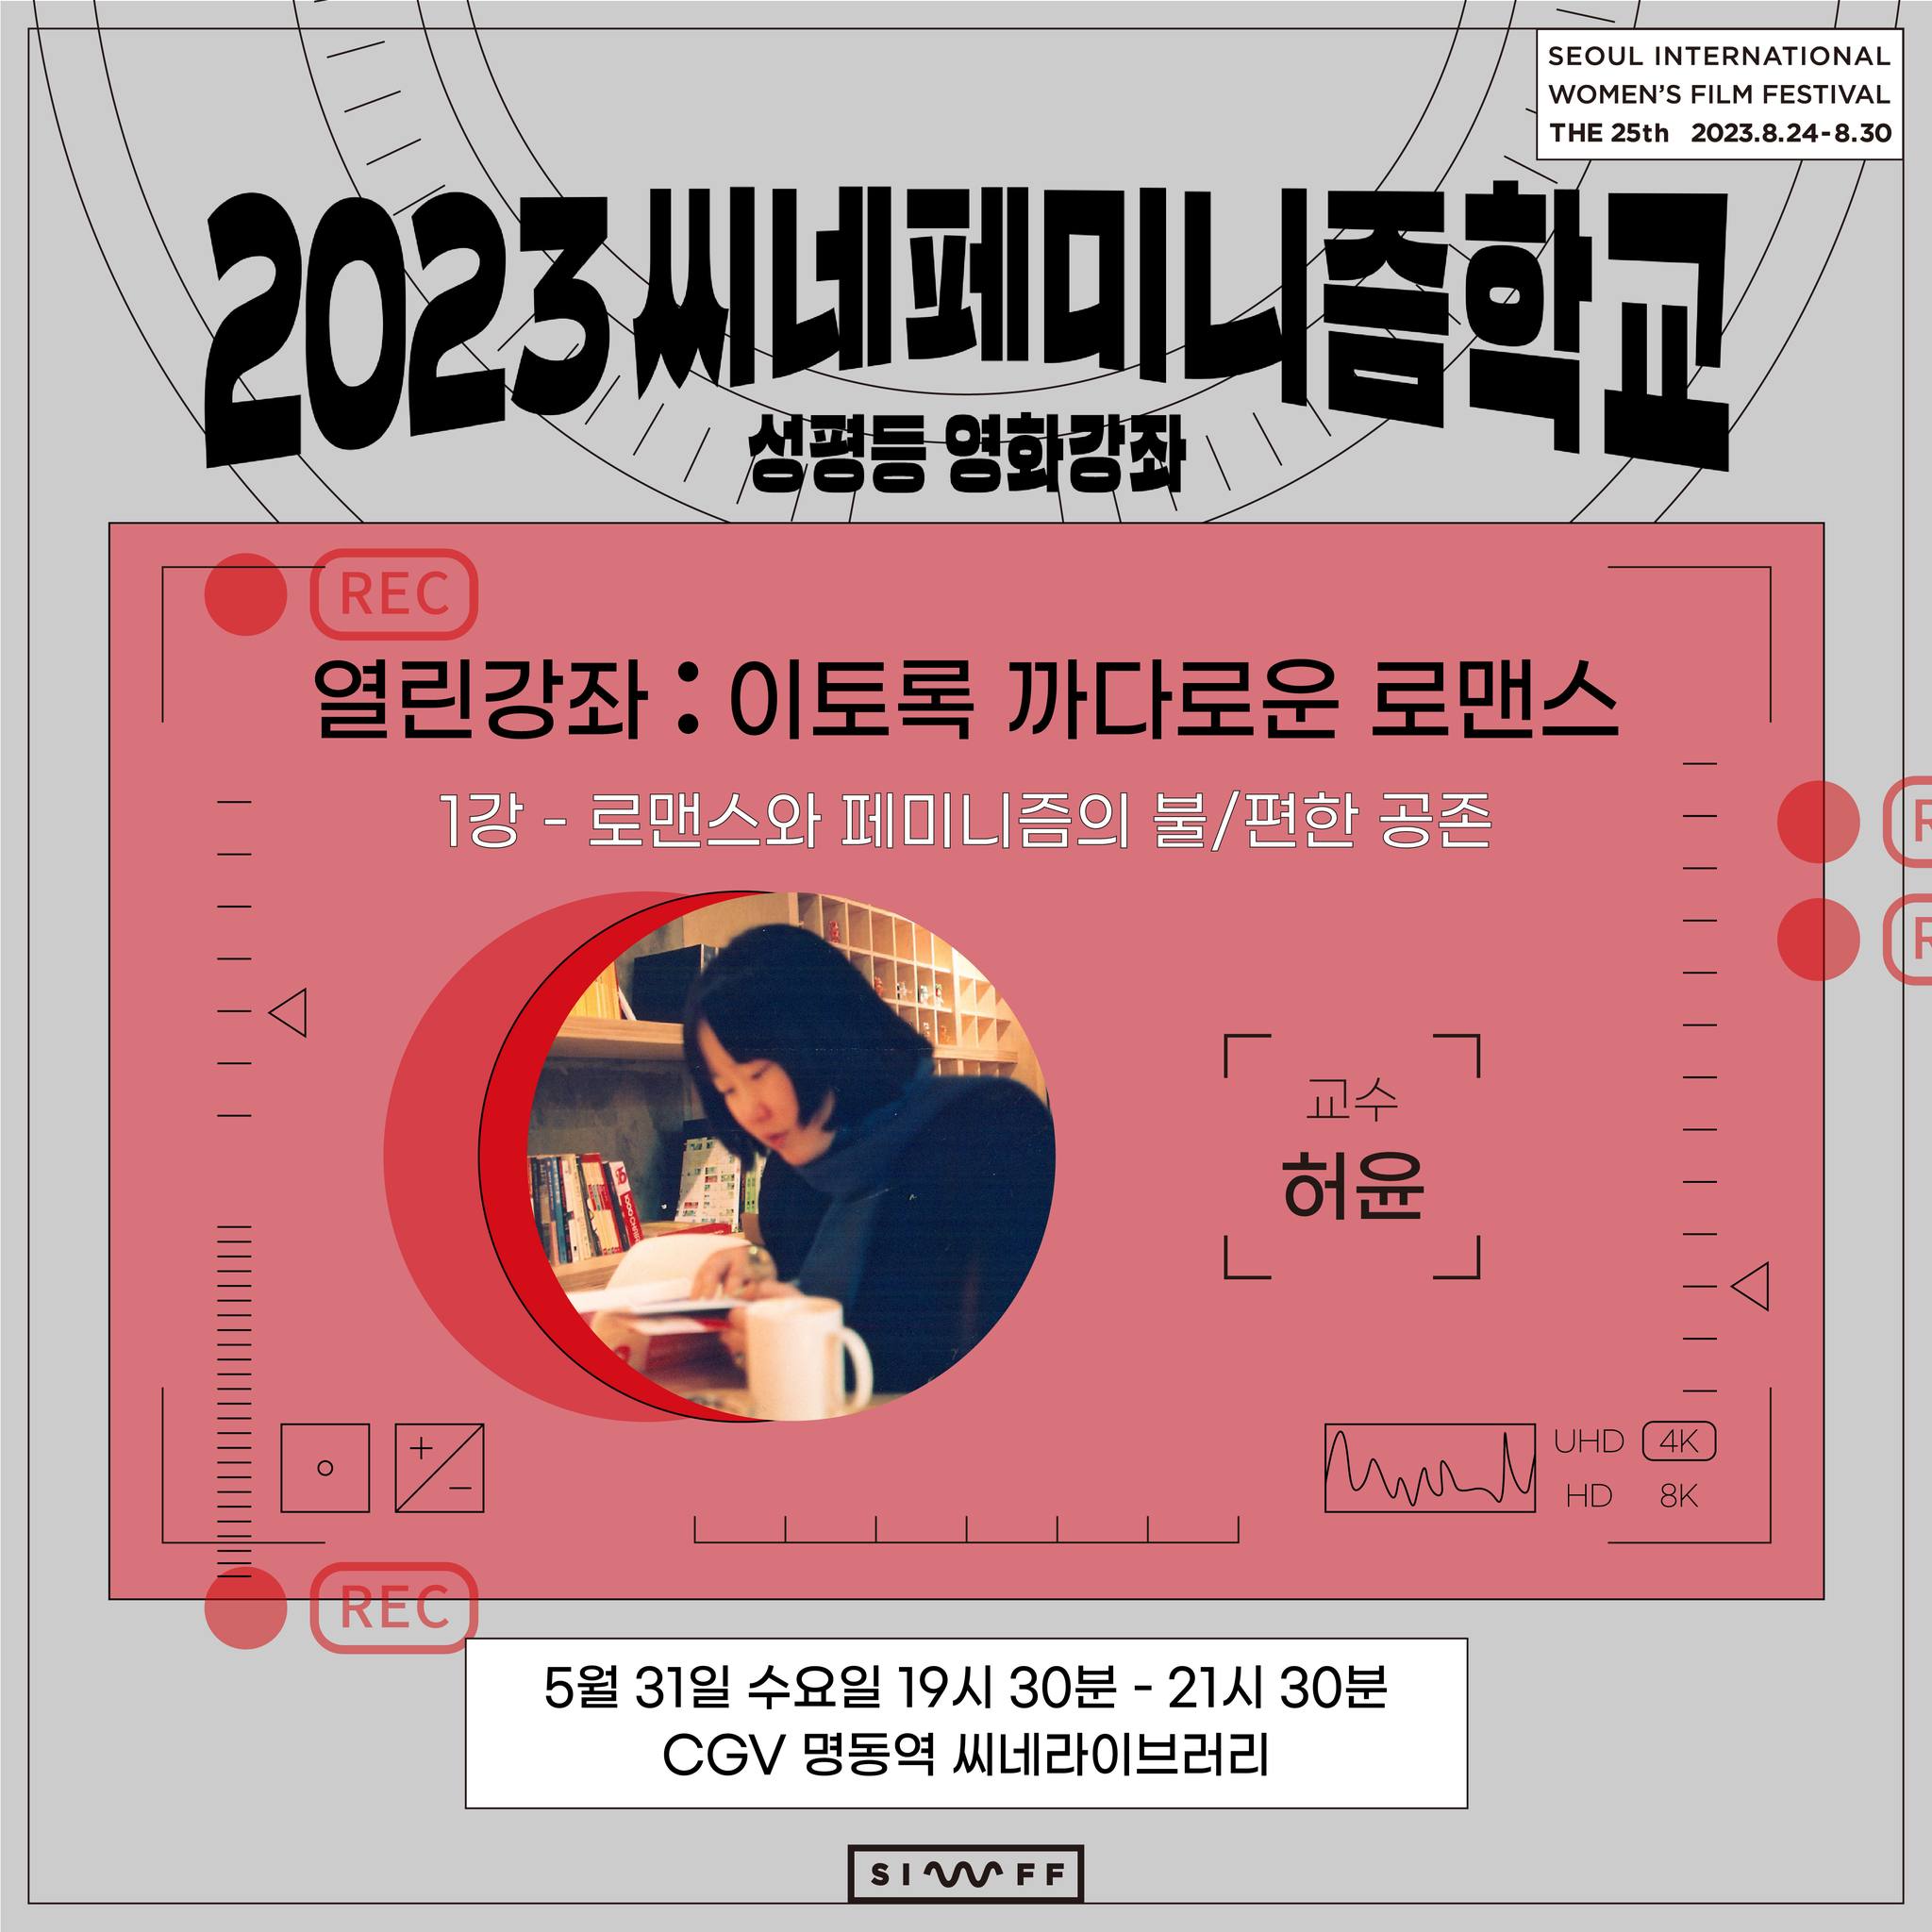 SEOUL INTERNATIONAL
WOMEN'S FILM FESTIVAL
THE 25th 2023.8.24-8.30
2023 씨네페미니즘학교
성평등 영화강좌
REC
열린강좌 : 이토록 까다로운 로맨스
1강 - 로맨스와 페미니즘의 불/편한 공존
R
R
교수
허윤
UHD 4K
HD 8K
REC
5월 31일 수요일 19시 30분 - 21시 30분
CGV 명동역 씨네라이브러리
SIWFF